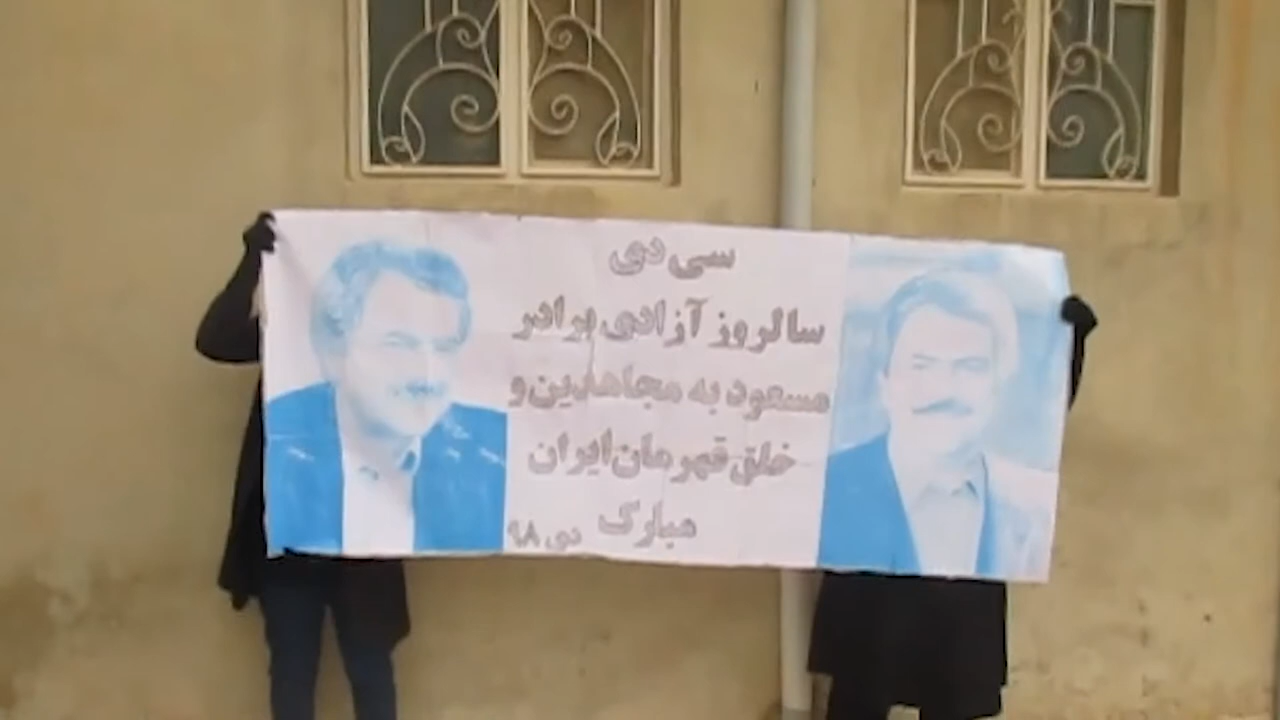 سی دی
سالروز آزادی برادر
مسعود به مجاهدین و
خلق قهرمان ایران
مبارک
دی ۹۸